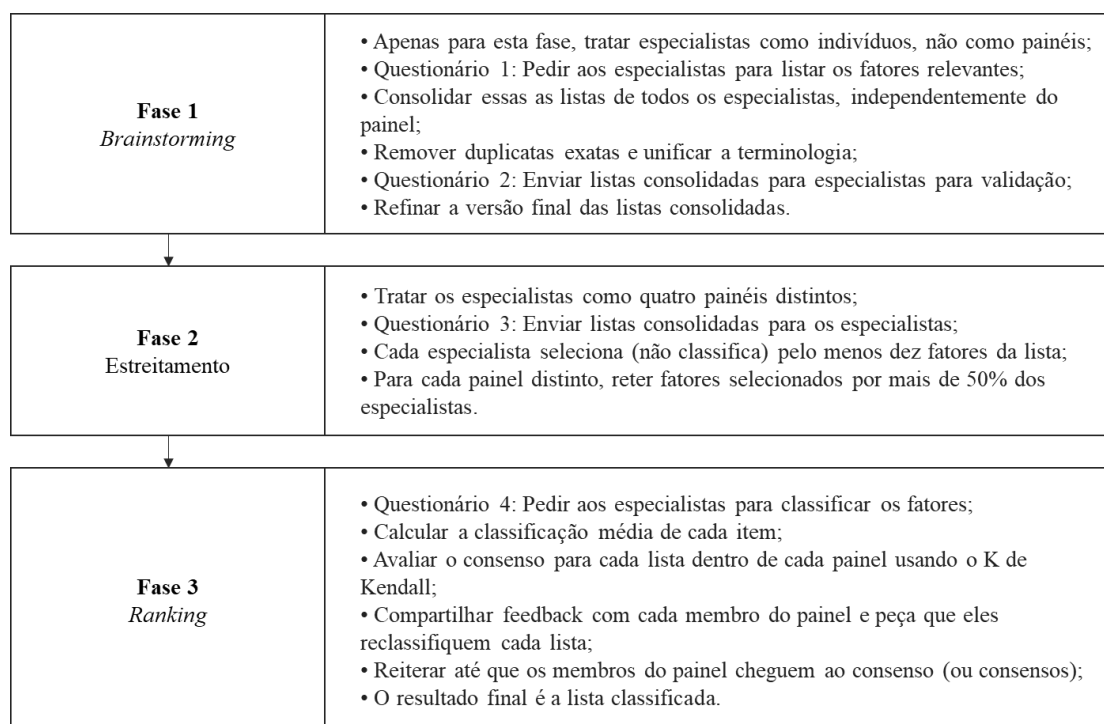 Fase 1
Brainstorming
• Apenas para esta fase, tratar especialistas como indivíduos, não como painéis;
• Questionário 1: Pedir aos especialistas para listar os fatores relevantes;
• Consolidar essas as listas de todos os especialistas, independentemente do
painel;
• Remover duplicatas exatas e unificar a terminologia;
• Questionário 2: Enviar listas consolidadas para especialistas para validação;
• Refinar a versão final das listas consolidadas.
Fase 2
Estreitamento
• Tratar os especialistas como quatro painéis distintos;
• Questionário 3: Enviar listas consolidadas para os especialistas;
• Cada especialista seleciona (não classifica) pelo menos dez fatores da lista;
• Para cada painel distinto, reter fatores selecionados por mais de 50% dos
especialistas.
Fase 3
Ranking
• Questionário 4: Pedir aos especialistas para classificar os fatores;
• Calcular a classificação média de cada item;
• Avaliar o consenso para cada lista dentro de cada painel usando o K de
Kendall;
• Compartilhar feedback com cada membro do painel e peça que eles
reclassifiquem cada lista;
• Reiterar até que os membros do painel cheguem ao consenso (ou consensos);
• O resultado final é a lista classificada.